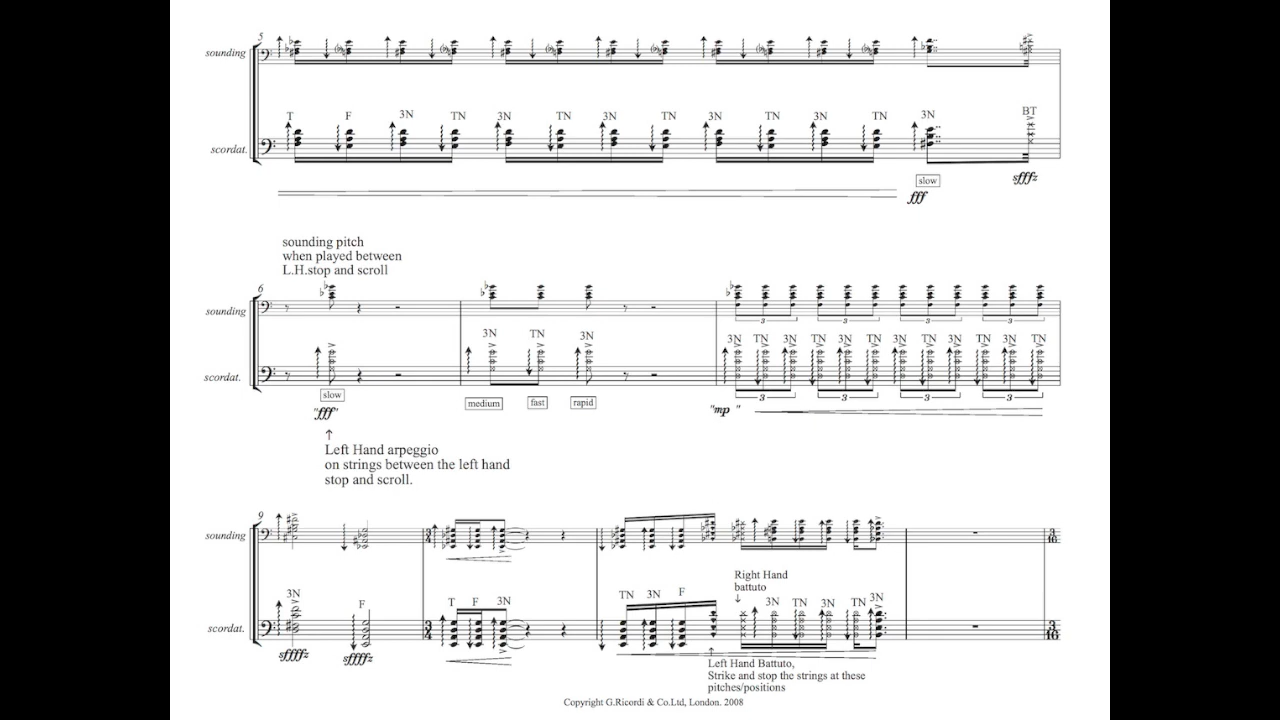 5
sounding
T F 3N TN 3N TN 3N TN 3N TN 3N TN 3N BT
scordat.
slow
sfffz
fff
sounding pitch
when played between
L.H.stop and scroll
6
sounding
3 3 3 3
3N TN 3N 3N TN 3N TN 3N TN 3N TN 3N TN 3N TN
scordat.
slow medium fast rapid
3 3 3 3
"fff" "mp "
Left Hand arpeggio
on strings between the left hand
stop and scroll.
9
sounding
3
4
3
16
Right Hand
battuto
3N F T F 3N TN 3N F 3N TN 3N TN 3N
scordat.
3
4
3
16
sffffz sffffz
Left Hand Battuto,
Strike and stop the strings at these
pitches/positions
Copyright G.Ricordi & Co.Ltd, London. 2008